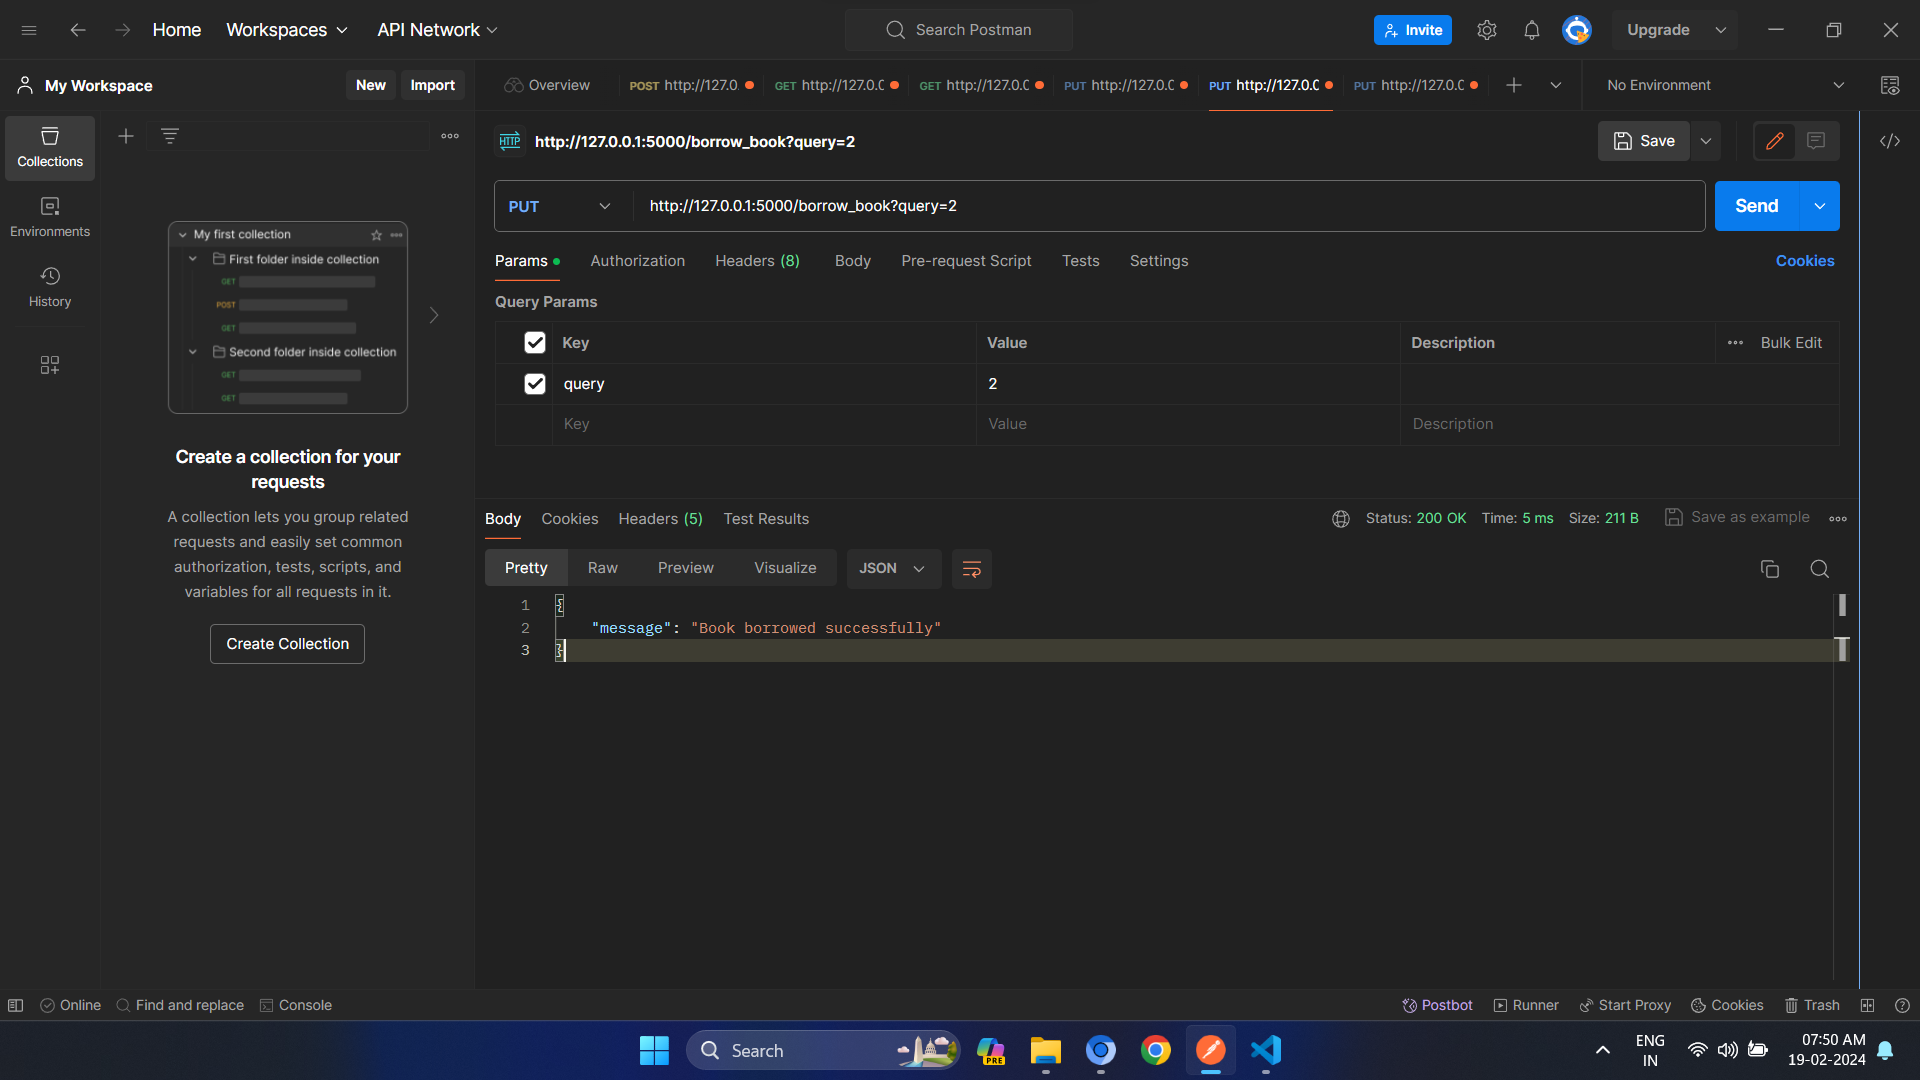 Home Workspaces API Network Search Postman Invite Upgrade
My Workspace New Import
Overview POST http://127.0. GET http://127.0.0 GET http://127.0.0 PUT http://127.0.0 PUT http://127.0.0 PUT http://127.0.0 No Environment
Collections
Environments
History
My first collection
First folder inside collection
GET
POST
GET
Second folder inside collection
GET
GET
Create a collection for your
requests
A collection lets you group related
requests and easily set common
authorization, tests, scripts, and
variables for all requests in it.
Create Collection
HTTP http://127.0.0.1:5000/borrow_book?query=2 Save
PUT http://127.0.0.1:5000/borrow_book?query=2 Send
Params Authorization Headers (8) Body Pre-request Script Tests Settings Cookies
Query Params
Key Value Description Bulk Edit
query 2
Key Value Description
Body Cookies Headers (5) Test Results Status: 200 OK Time: 5 ms Size: 211 B Save as example
Pretty Raw Preview Visualize JSON
1 {
2 "message": "Book borrowed successfully"
3 }
Online Find and replace Console Postbot Runner Start Proxy Cookies Trash
Search PRE
ENG
IN
07:50 AM
19-02-2024